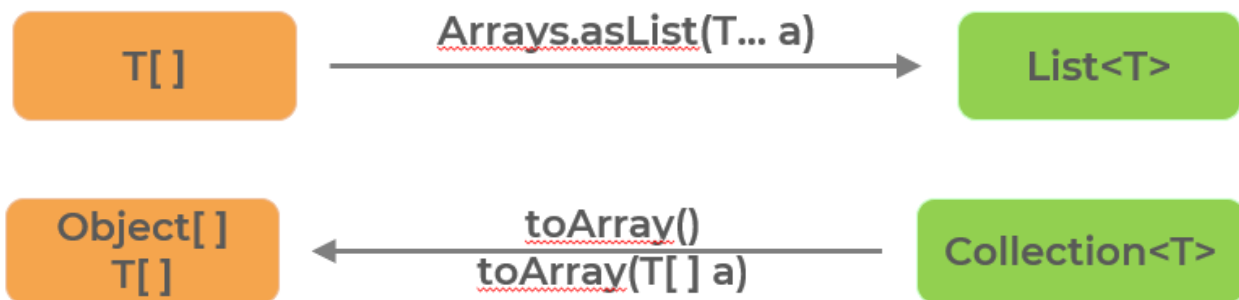 T[ ]
Arrays.asList(T... a)
List<T>
Object[ ]
T[ ]
toArray()
toArray(T[ ] a)
Collection<T>